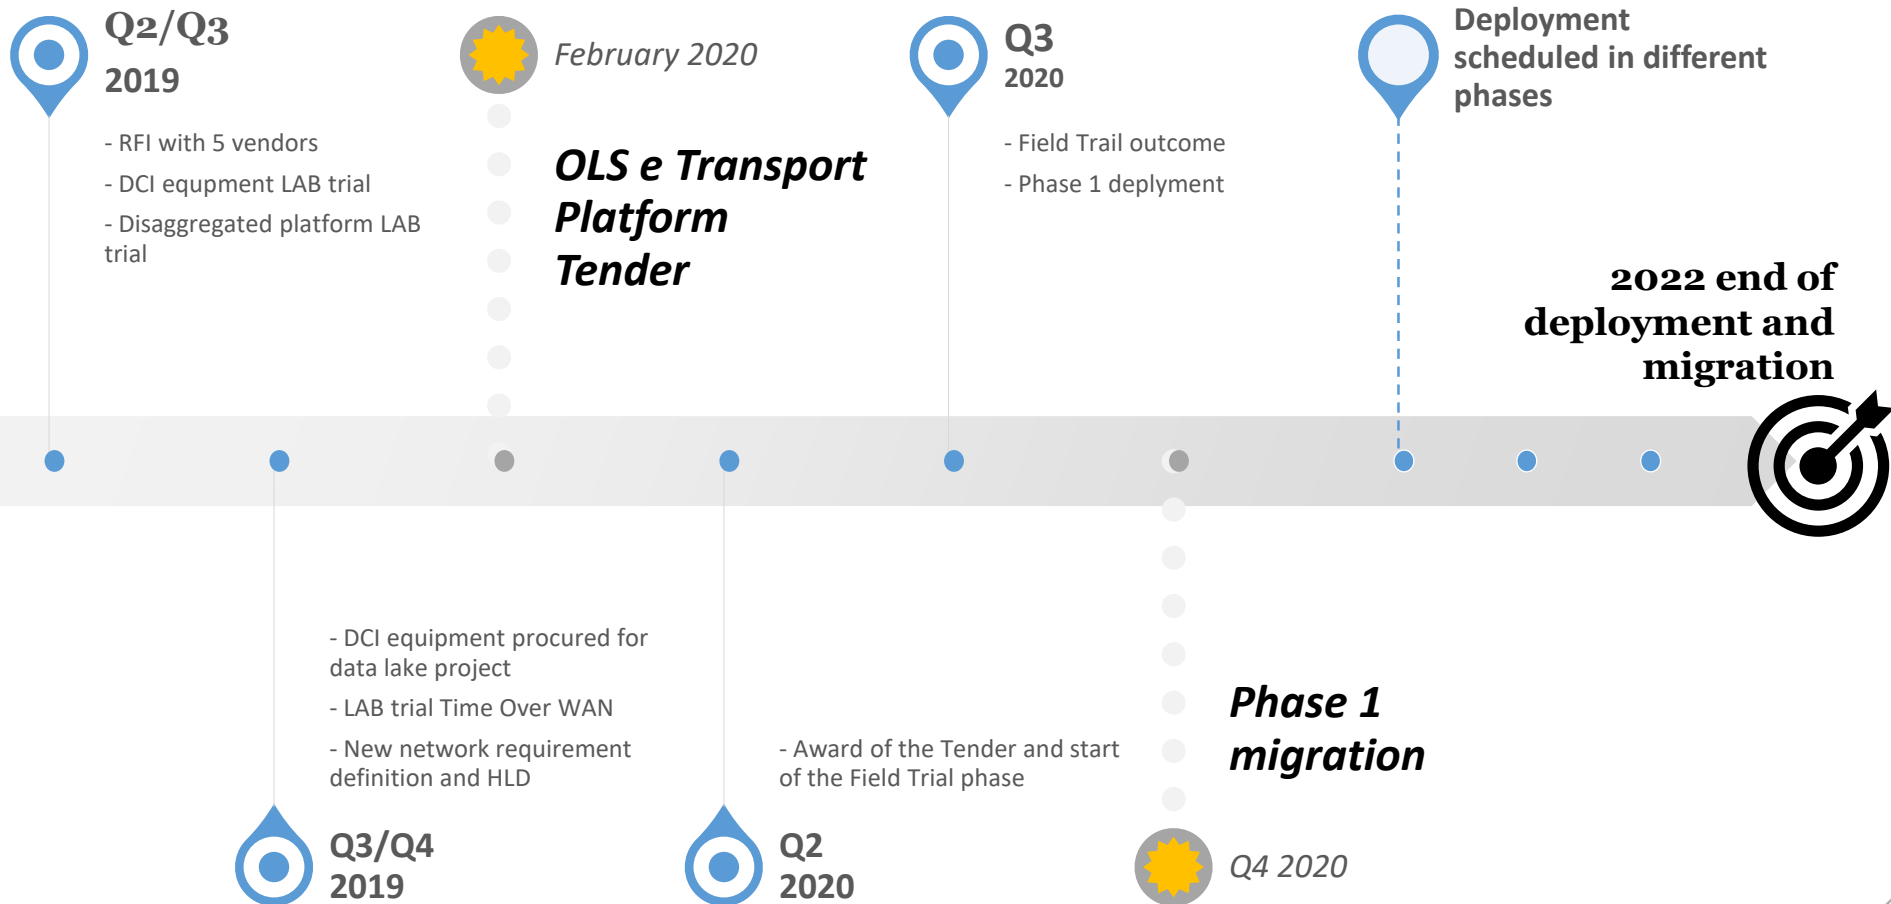 Q2/Q3
2019
- RFI with 5 vendors
- DCI equpment LAB trial
- Disaggregated platform LAB
trial
February 2020
OLS e Transport
Platform
Tender
Q3
2020
- Field Trail outcome
- Phase 1 deplyment
Deployment
scheduled in different
phases
2022 end of
deployment and
migration
- DCI equipment procured for
data lake project
- LAB trial Time Over WAN
- New network requirement
definition and HLD
Q3/Q4
2019
- Award of the Tender and start
of the Field Trial phase
Q2
2020
Phase 1
migration
Q4 2020